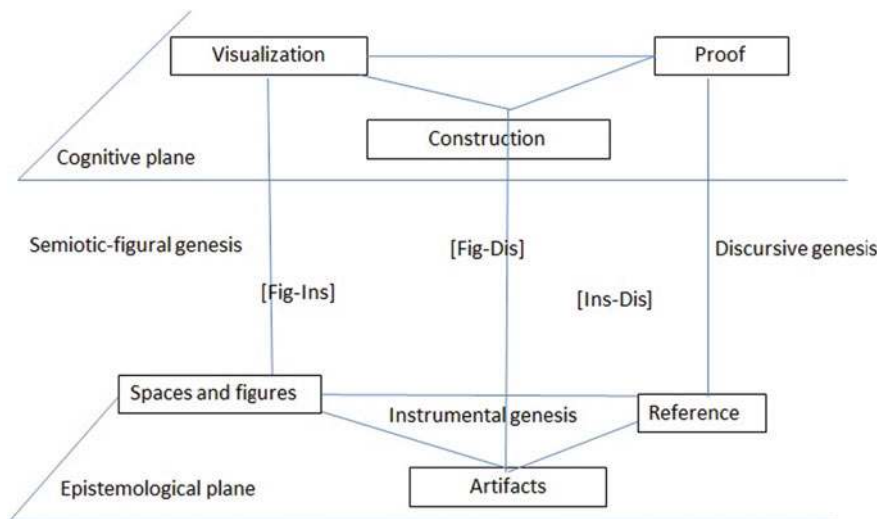 Visualization
Proof
Construction
Cognitive plane
Semiotic-figural genesis
[Fig-Dis]
Discursive genesis
[Fig-Ins]
[Ins-Dis]
Spaces and figures
Instrumental genesis
Reference
Artifacts
Epistemological plane